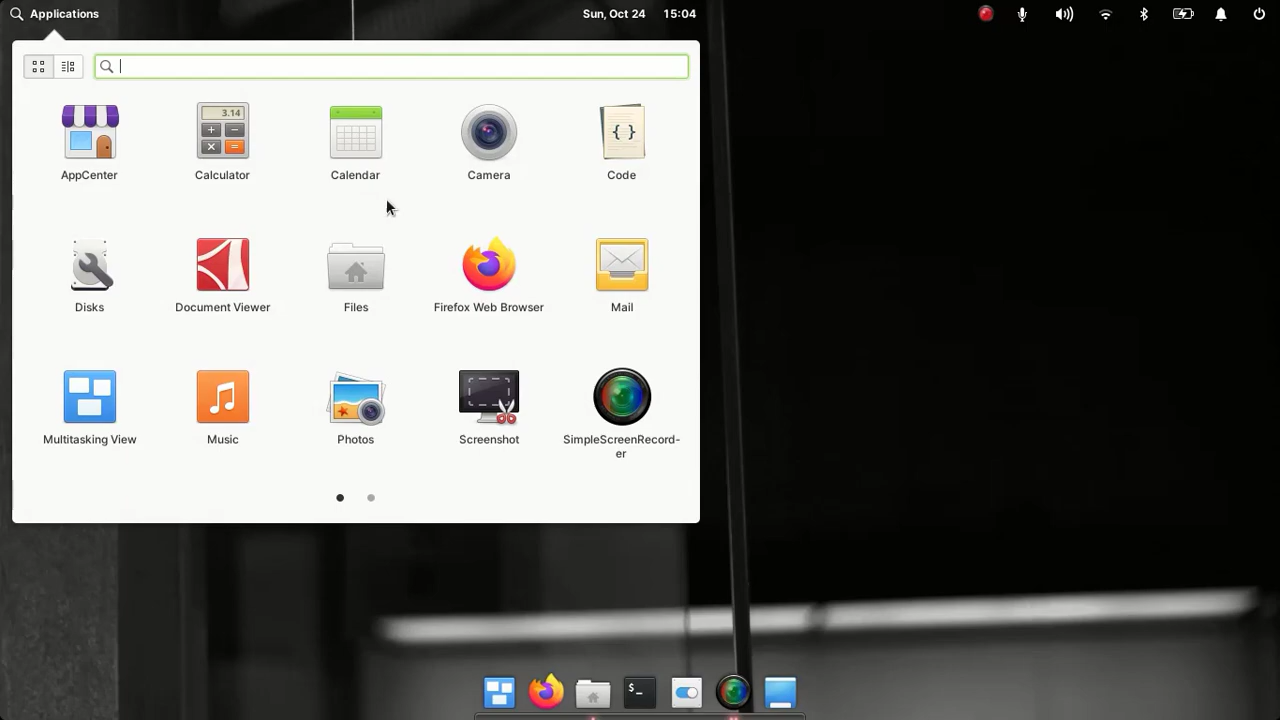 Applications
Sun, Oct 24 15:04
3.14
AppCenter
Calculator
Calendar
Camera
Code
Disks
Document Viewer
Files
Firefox Web Browser
Mail
Multitasking View
Music
Photos
Screenshot
SimpleScreenRecord-
er
$_